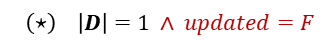 (⋆) |D| = 1 ∧ updated = F